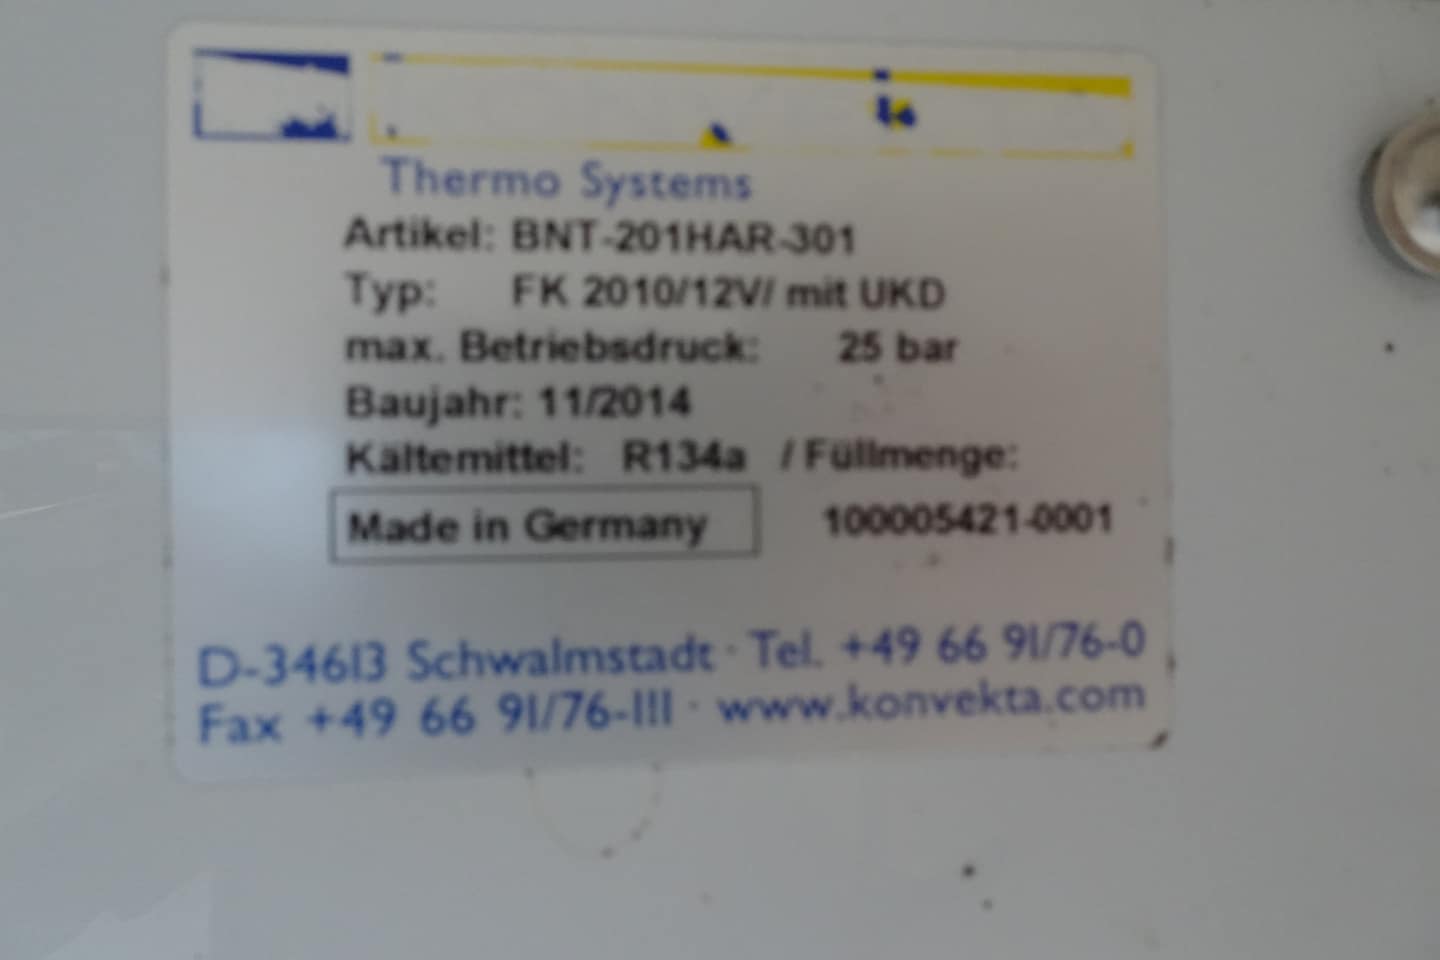 Thermo Systems
Artikel: BNT-201HAR-301
Typ: FK 2010/12V/ mit UKD
max. Betriebsdruck: 25 bar
Baujahr: 11/2014
Kältemittel: R134a / Füllmenge:
Made in Germany 100005421-0001
D-34613 Schwalmstadt · Tel. +49 66 91/76-0
Fax +49 66 91/76-111 · www.konvekta.com